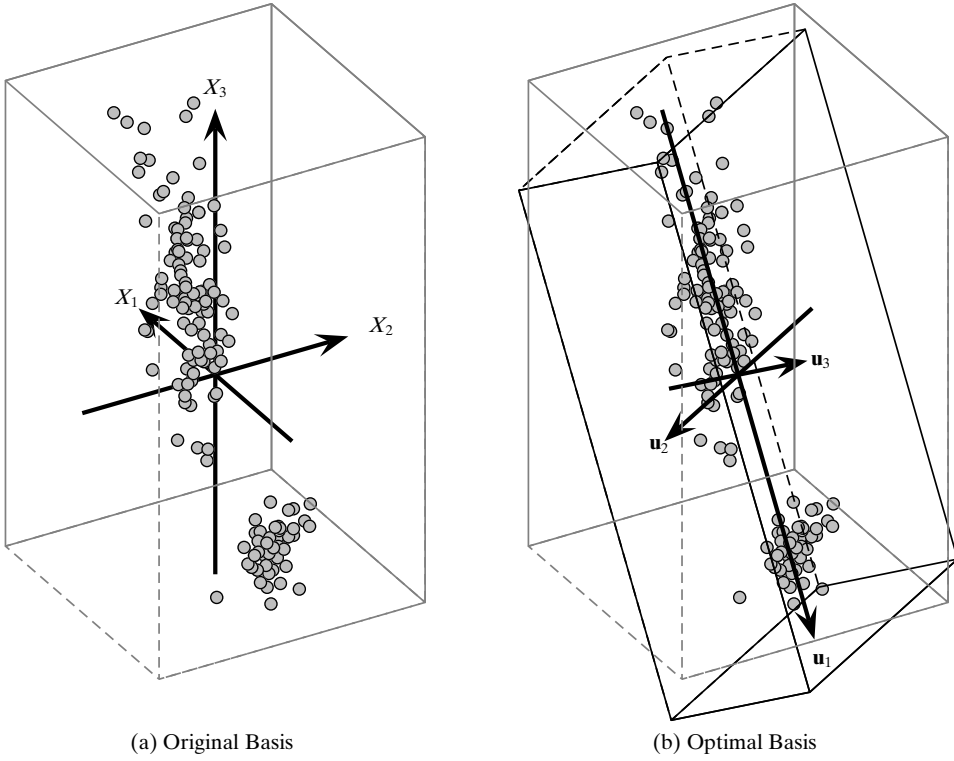 X3
X1
X2
u3
u2
u1
(a) Original Basis
(b) Optimal Basis